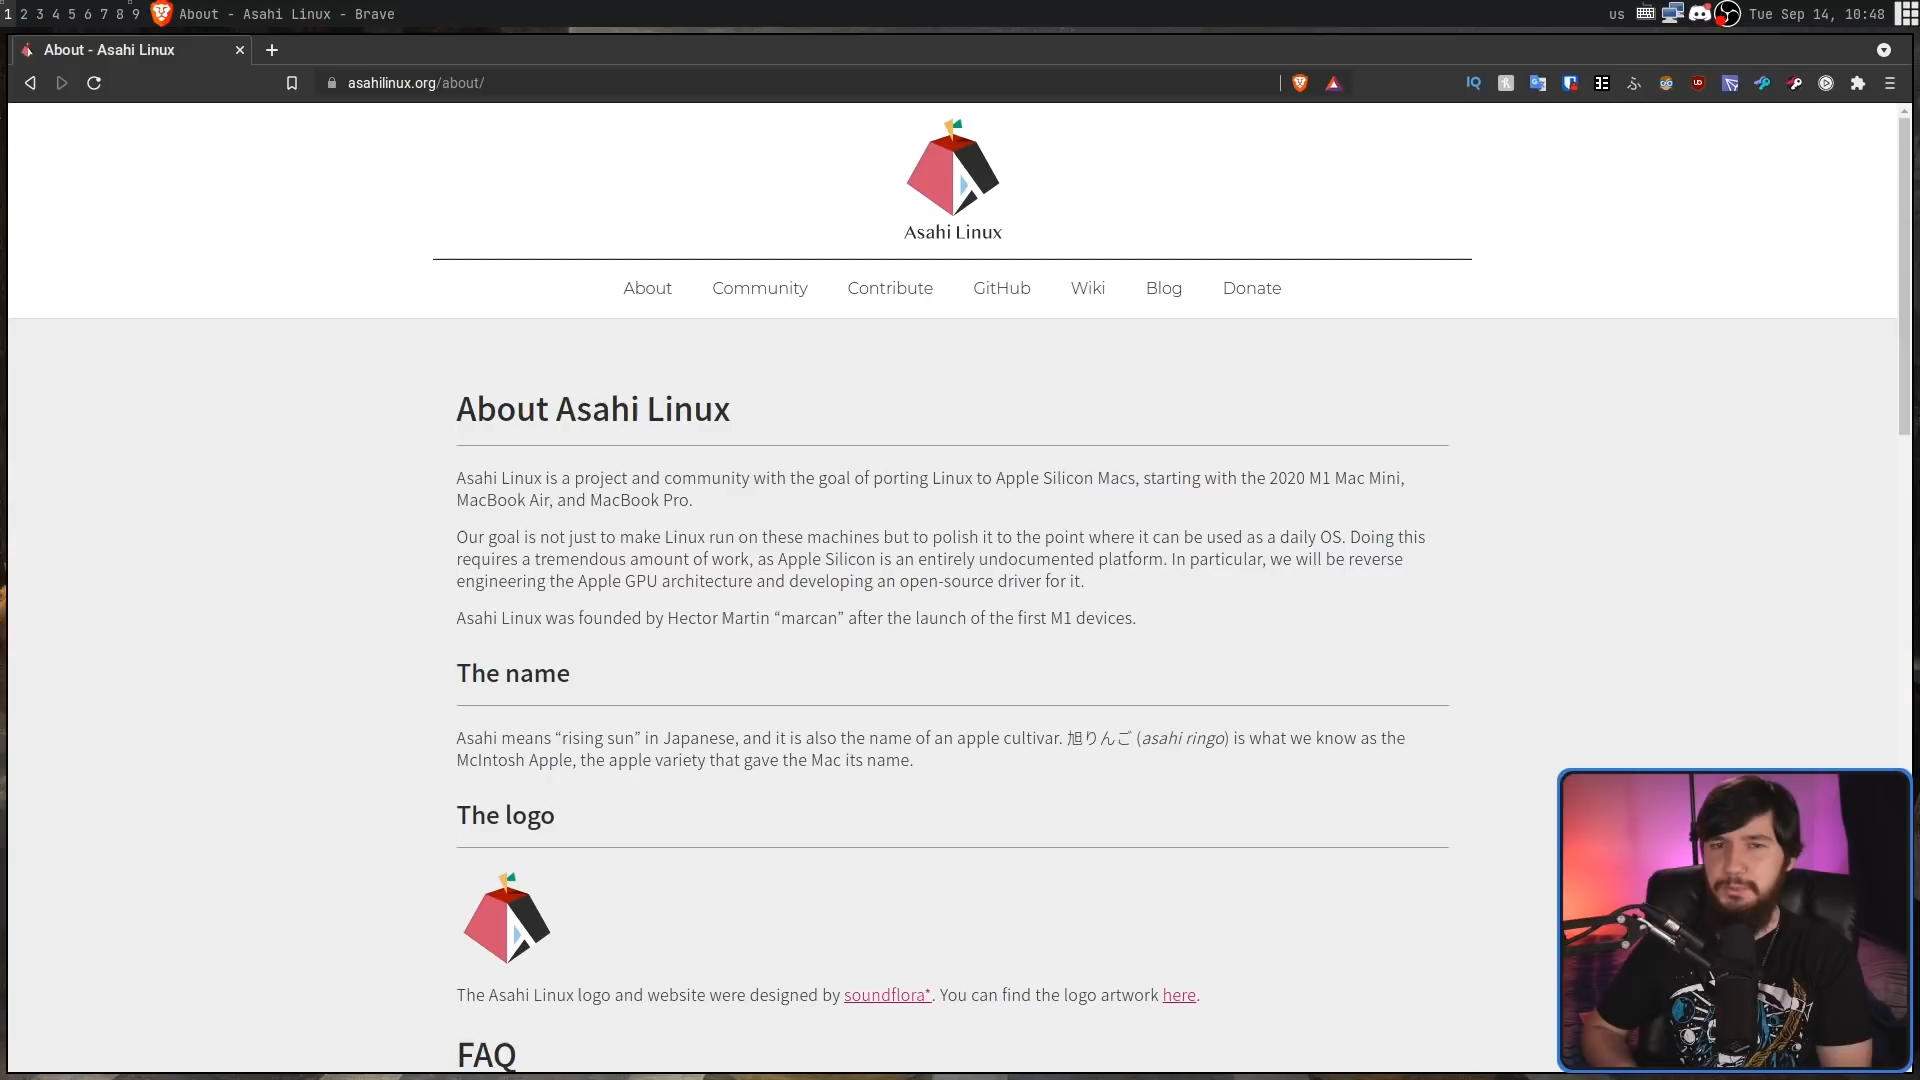 1 2 3 4 5 6 7 8 9 About - Asahi Linux - Brave
us Tue Sep 14, 10:48
About - Asahi Linux
asahilinux.org/about/
Asahi Linux
About Community Contribute GitHub Wiki Blog Donate
About Asahi Linux
Asahi Linux is a project and community with the goal of porting Linux to Apple Silicon Macs, starting with the 2020 M1 Mac Mini,
MacBook Air, and MacBook Pro.
Our goal is not just to make Linux run on these machines but to polish it to the point where it can be used as a daily OS. Doing this
requires a tremendous amount of work, as Apple Silicon is an entirely undocumented platform. In particular, we will be reverse
engineering the Apple GPU architecture and developing an open-source driver for it.
Asahi Linux was founded by Hector Martin “marcan” after the launch of the first M1 devices.
The name
Asahi means “rising sun” in Japanese, and it is also the name of an apple cultivar. 旭りんご (asahi ringo) is what we know as the
McIntosh Apple, the apple variety that gave the Mac its name.
The logo
The Asahi Linux logo and website were designed by soundflora*. You can find the logo artwork here.
FAQ